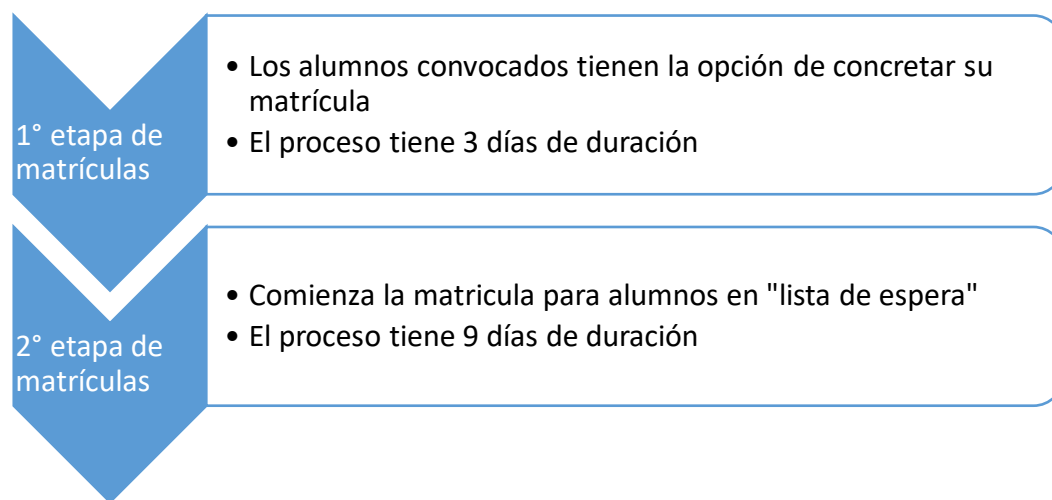 1° etapa de
matrículas
• Los alumnos convocados tienen la opción de concretar su
matrícula
• El proceso tiene 3 días de duración
2° etapa de
matrículas
• Comienza la matricula para alumnos en "lista de espera"
• El proceso tiene 9 días de duración